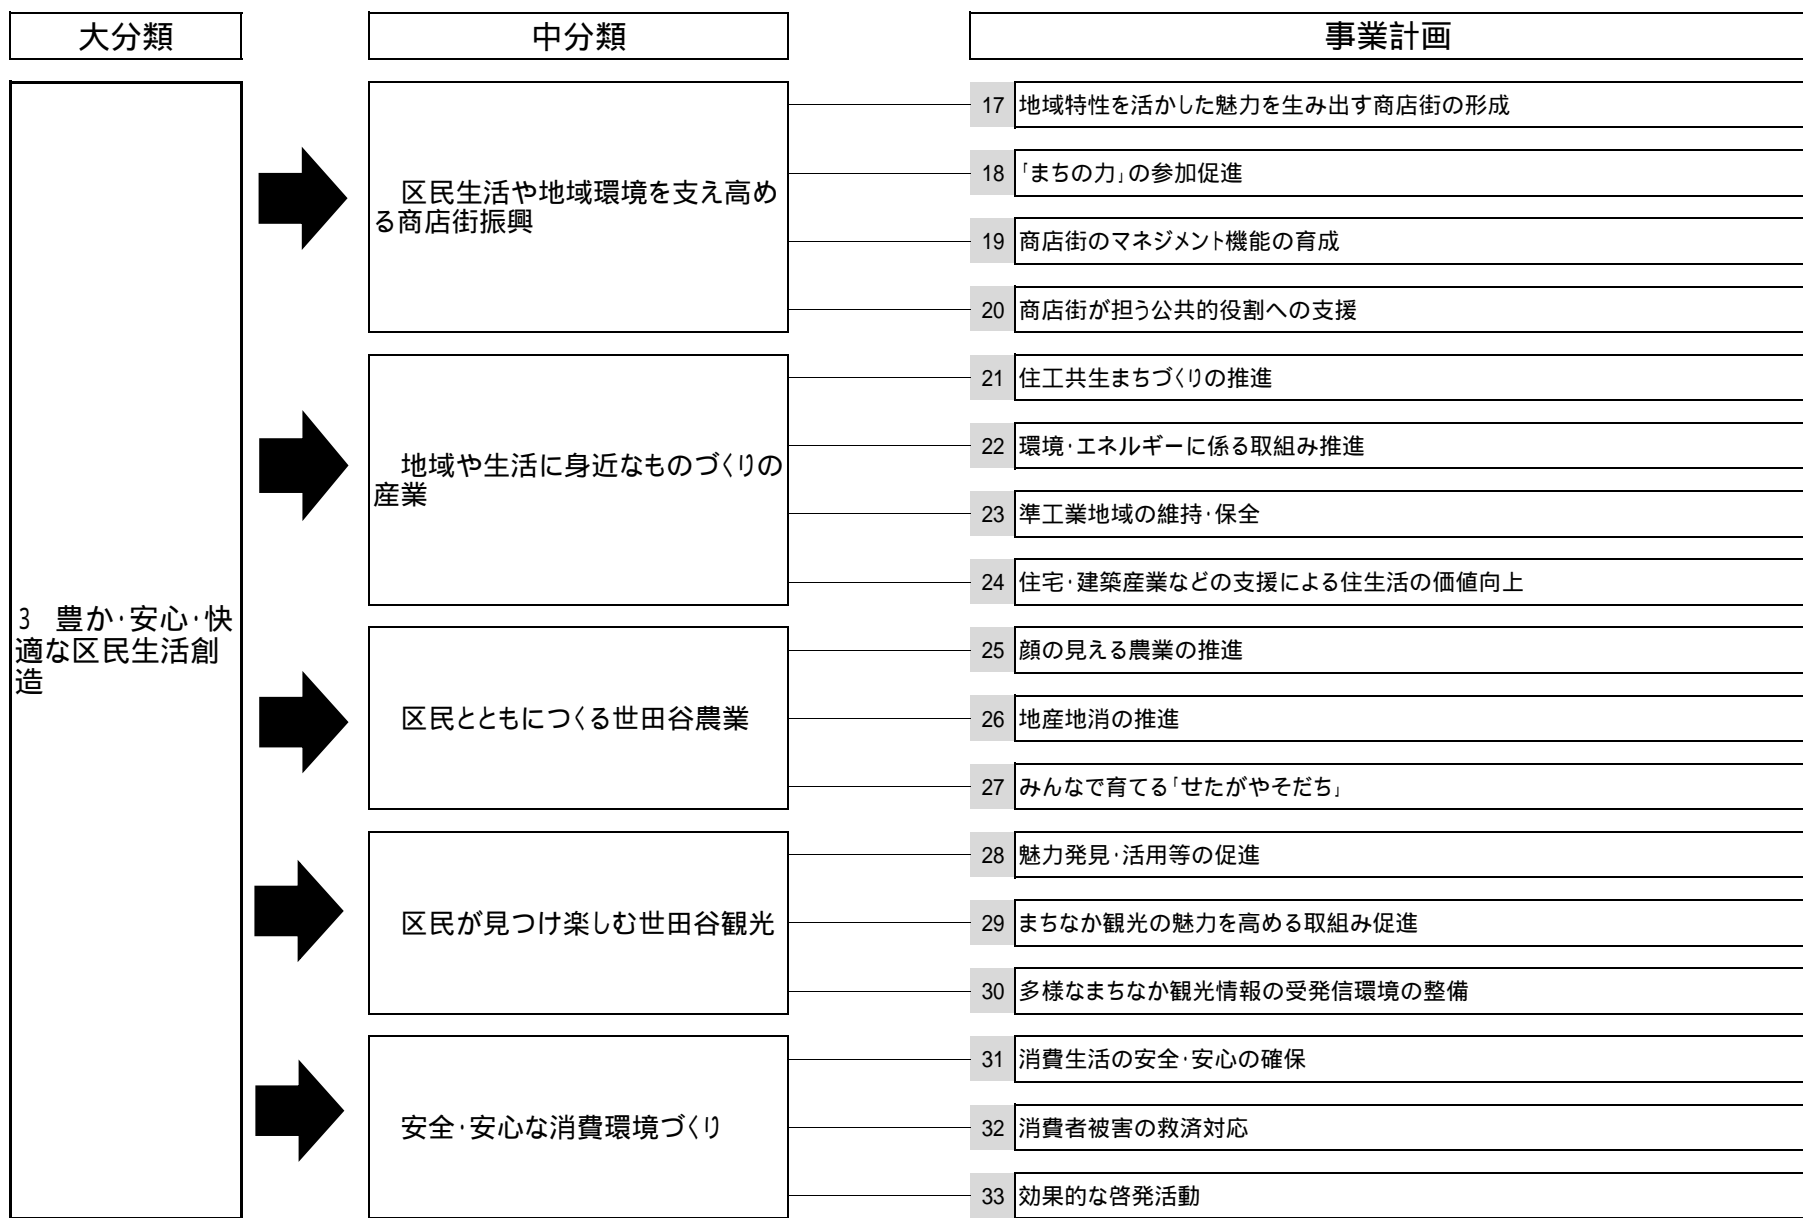 大分類
中分類
事業計画
3　豊か・安心・快
適な区民生活創
造
　区民生活や地域環境を支え高め
る商店街振興
17 地域特性を活かした魅力を生み出す商店街の形成
18 「まちの力」の参加促進
19 商店街のマネジメント機能の育成
20 商店街が担う公共的役割への支援
　地域や生活に身近なものづくりの
産業
21 住工共生まちづくりの推進
22 環境・エネルギーに係る取組み推進
23 準工業地域の維持・保全
24 住宅・建築産業などの支援による住生活の価値向上
　区民とともにつくる世田谷農業
25 顔の見える農業の推進
26 地産地消の推進
27 みんなで育てる「せたがやそだち」
　区民が見つけ楽しむ世田谷観光
28 魅力発見・活用等の促進
29 まちなか観光の魅力を高める取組み促進
30 多様なまちなか観光情報の受発信環境の整備
　安全・安心な消費環境づくり
31 消費生活の安全・安心の確保
32 消費者被害の救済対応
33 効果的な啓発活動